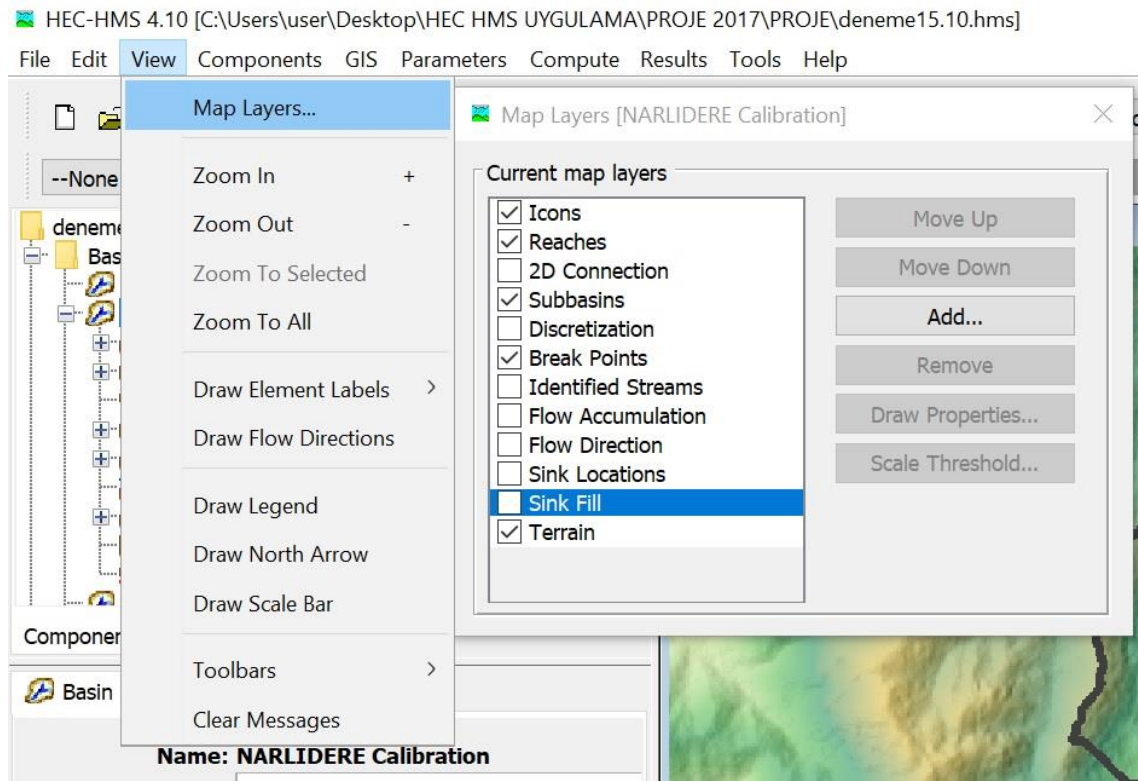 HEC-HMS 4.10 [C:\Users\user\Desktop\HEC HMS UYGULAMA\PROJE 2017\PROJE\deneme15.10.hms]
File Edit View Components GIS Parameters Compute Results Tools Help
--None
Basin
Name: NARLIDERE Calibration
Map Layers...
Zoom In +
Zoom Out -
Zoom To Selected
Zoom To All
Draw Element Labels >
Draw Flow Directions
Draw Legend
Draw North Arrow
Draw Scale Bar
Toolbars >
Clear Messages
Map Layers [NARLIDERE Calibration]
Current map layers
Icons
Reaches
2D Connection
Subbasins
Discretization
Break Points
Identified Streams
Flow Accumulation
Flow Direction
Sink Locations
Sink Fill
Terrain
Move Up
Move Down
Add...
Remove
Draw Properties...
Scale Threshold...